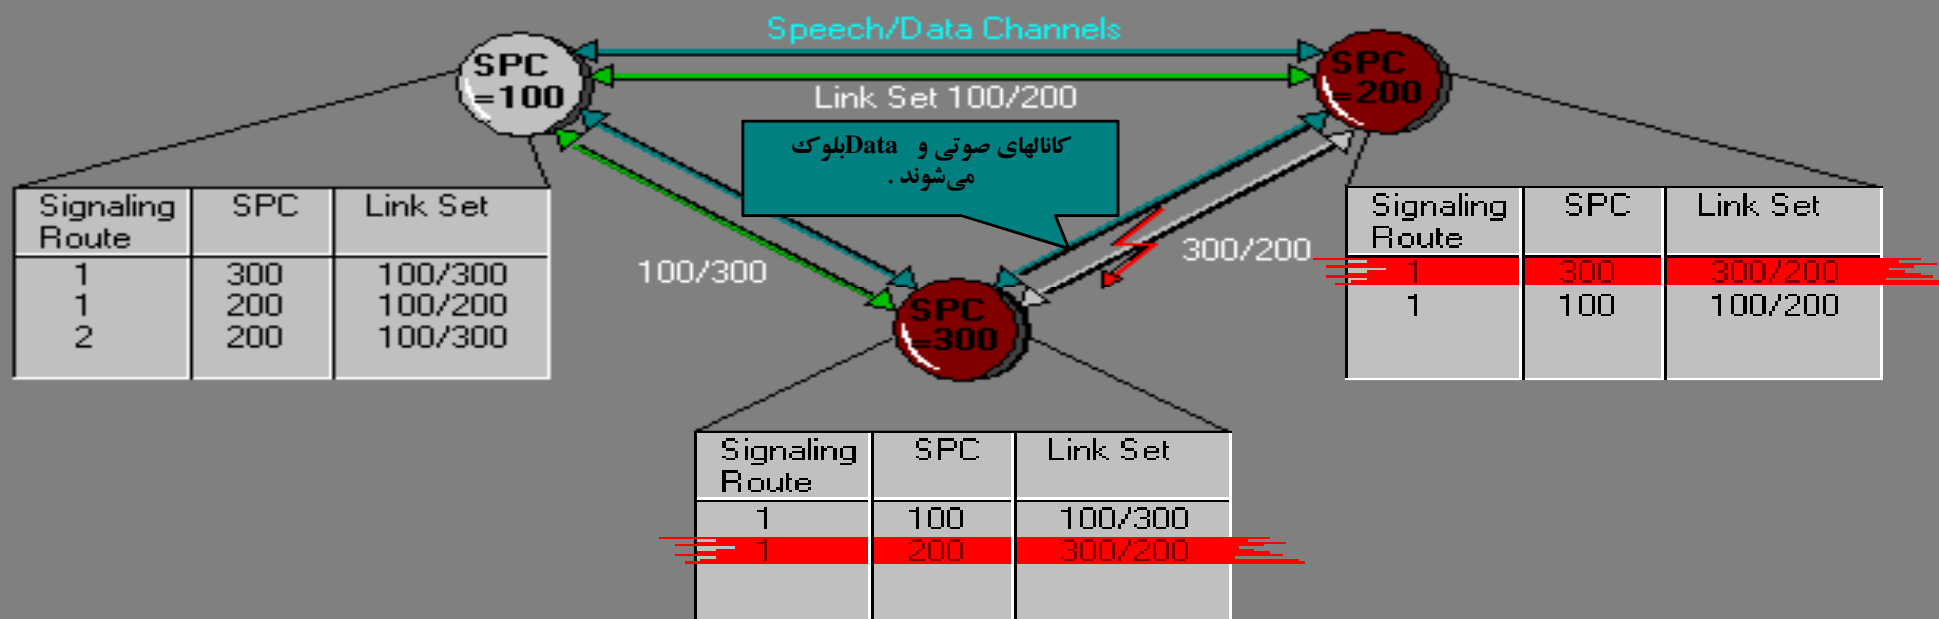 Speech/Data Channels
SPC
=100
SPC
=200
Link Set 100/200
کانالهای صوتی و Dataبلوک
می‌شوند .
100/300
300/200
SPC
=300
Signaling Route SPC Link Set
1 300 100/300
1 200 100/200
2 200 100/300
Signaling Route SPC Link Set
1 300 300/200
1 100 100/200
Signaling Route SPC Link Set
1 100 100/300
1 200 300/200